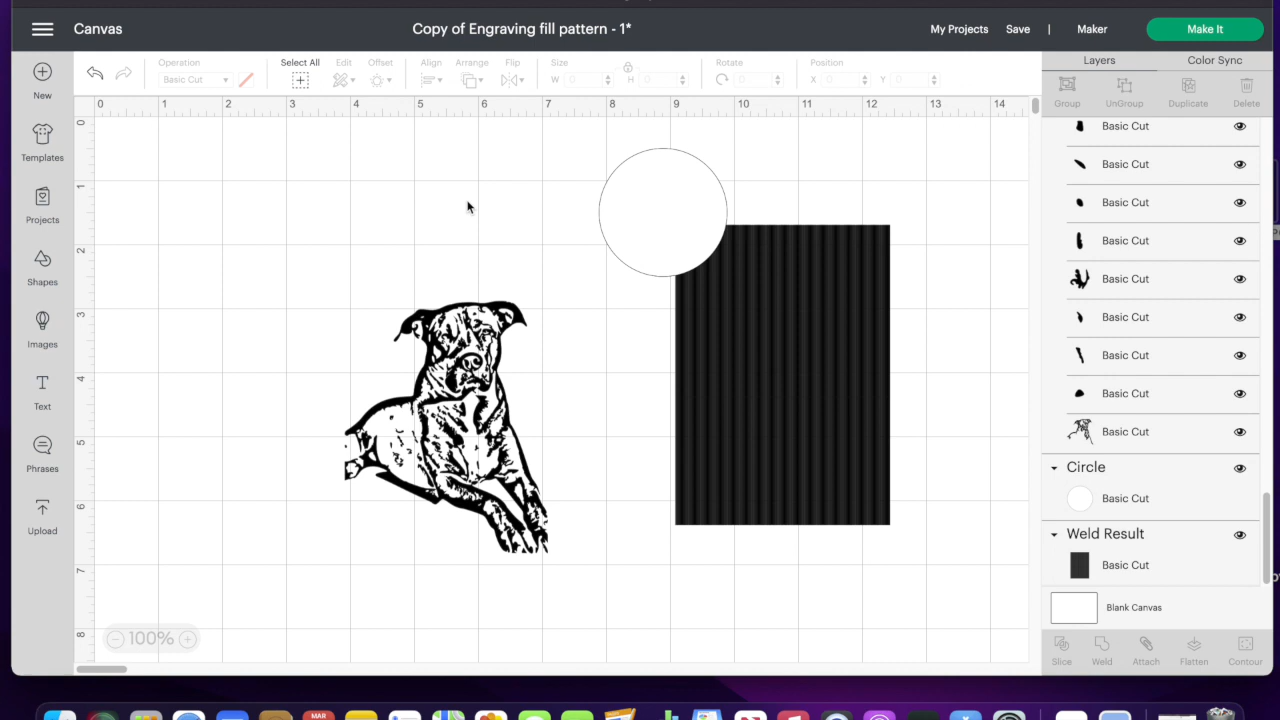 Canvas
Copy of Engraving fill pattern - 1*
My Projects Save | Maker Make It
Operation Select All Edit Offset Align Arrange Flip Size Rotate Position
Basic Cut W 0 H 0 0 X 0 Y 0
Layers Color Sync
Group UnGroup Duplicate Delete
0 1 2 3 4 5 6 7 8 9 10 11 12 13 14
0
1
2
3
4
5
6
7
8
New
Templates
Projects
Shapes
Images
Text
Phrases
Upload
100%
Basic Cut
Basic Cut
Basic Cut
Basic Cut
Basic Cut
Basic Cut
Basic Cut
Basic Cut
Basic Cut
Circle
Basic Cut
Weld Result
Basic Cut
Blank Canvas
Slice Weld Attach Flatten Contour
MAR